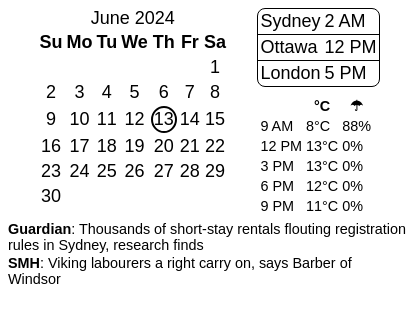 June 2024
Su Mo Tu We Th Fr Sa
1
2 3 4 5 6 7 8
9 10 11 12 13 14 15
16 17 18 19 20 21 22
23 24 25 26 27 28 29
30
Sydney 2 AM
Ottawa 12 PM
London 5 PM
°C ☂
9 AM 8°C 88%
12 PM 13°C 0%
3 PM 13°C 0%
6 PM 12°C 0%
9 PM 11°C 0%
Guardian: Thousands of short-stay rentals flouting registration
rules in Sydney, research finds
SMH: Viking labourers a right carry on, says Barber of
Windsor